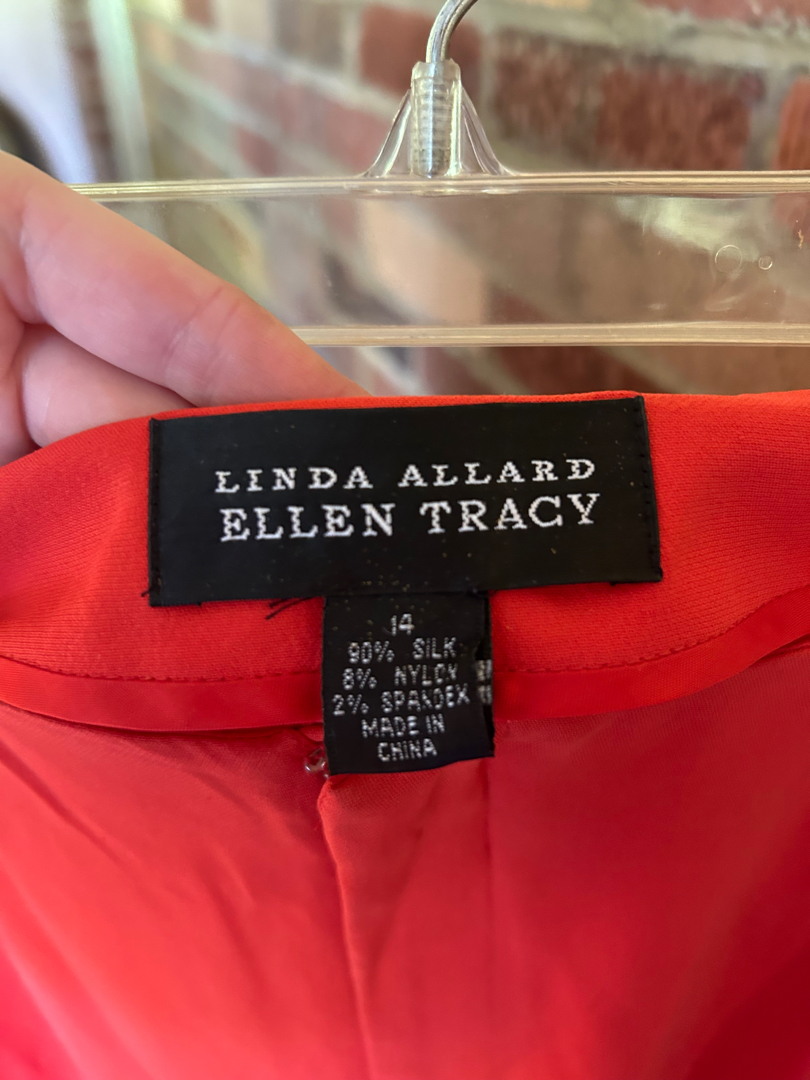 LINDA ALLARD
ELLEN TRACY
14
90% SILK
8% NYLON
2% SPANDEX
MADE IN
CHINA